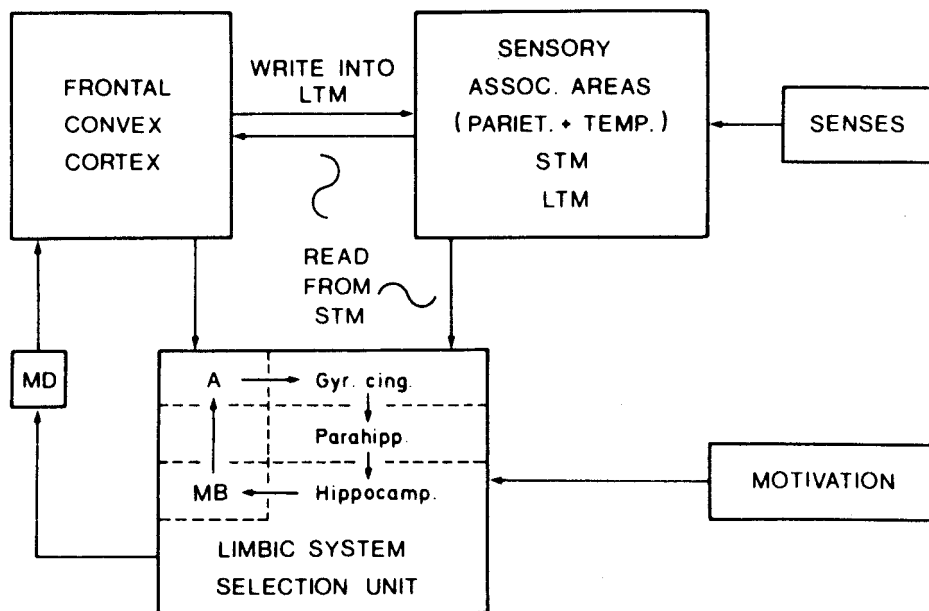 FRONTAL
CONVEX
CORTEX
WRITE INTO
LTM
SENSORY
ASSOC. AREAS
(PARIET. + TEMP.)
STM
LTM
SENSES
READ
FROM
STM
MD
A
Gyr. cing.
Parahipp.
MB
Hippocamp.
LIMBIC SYSTEM
SELECTION UNIT
MOTIVATION